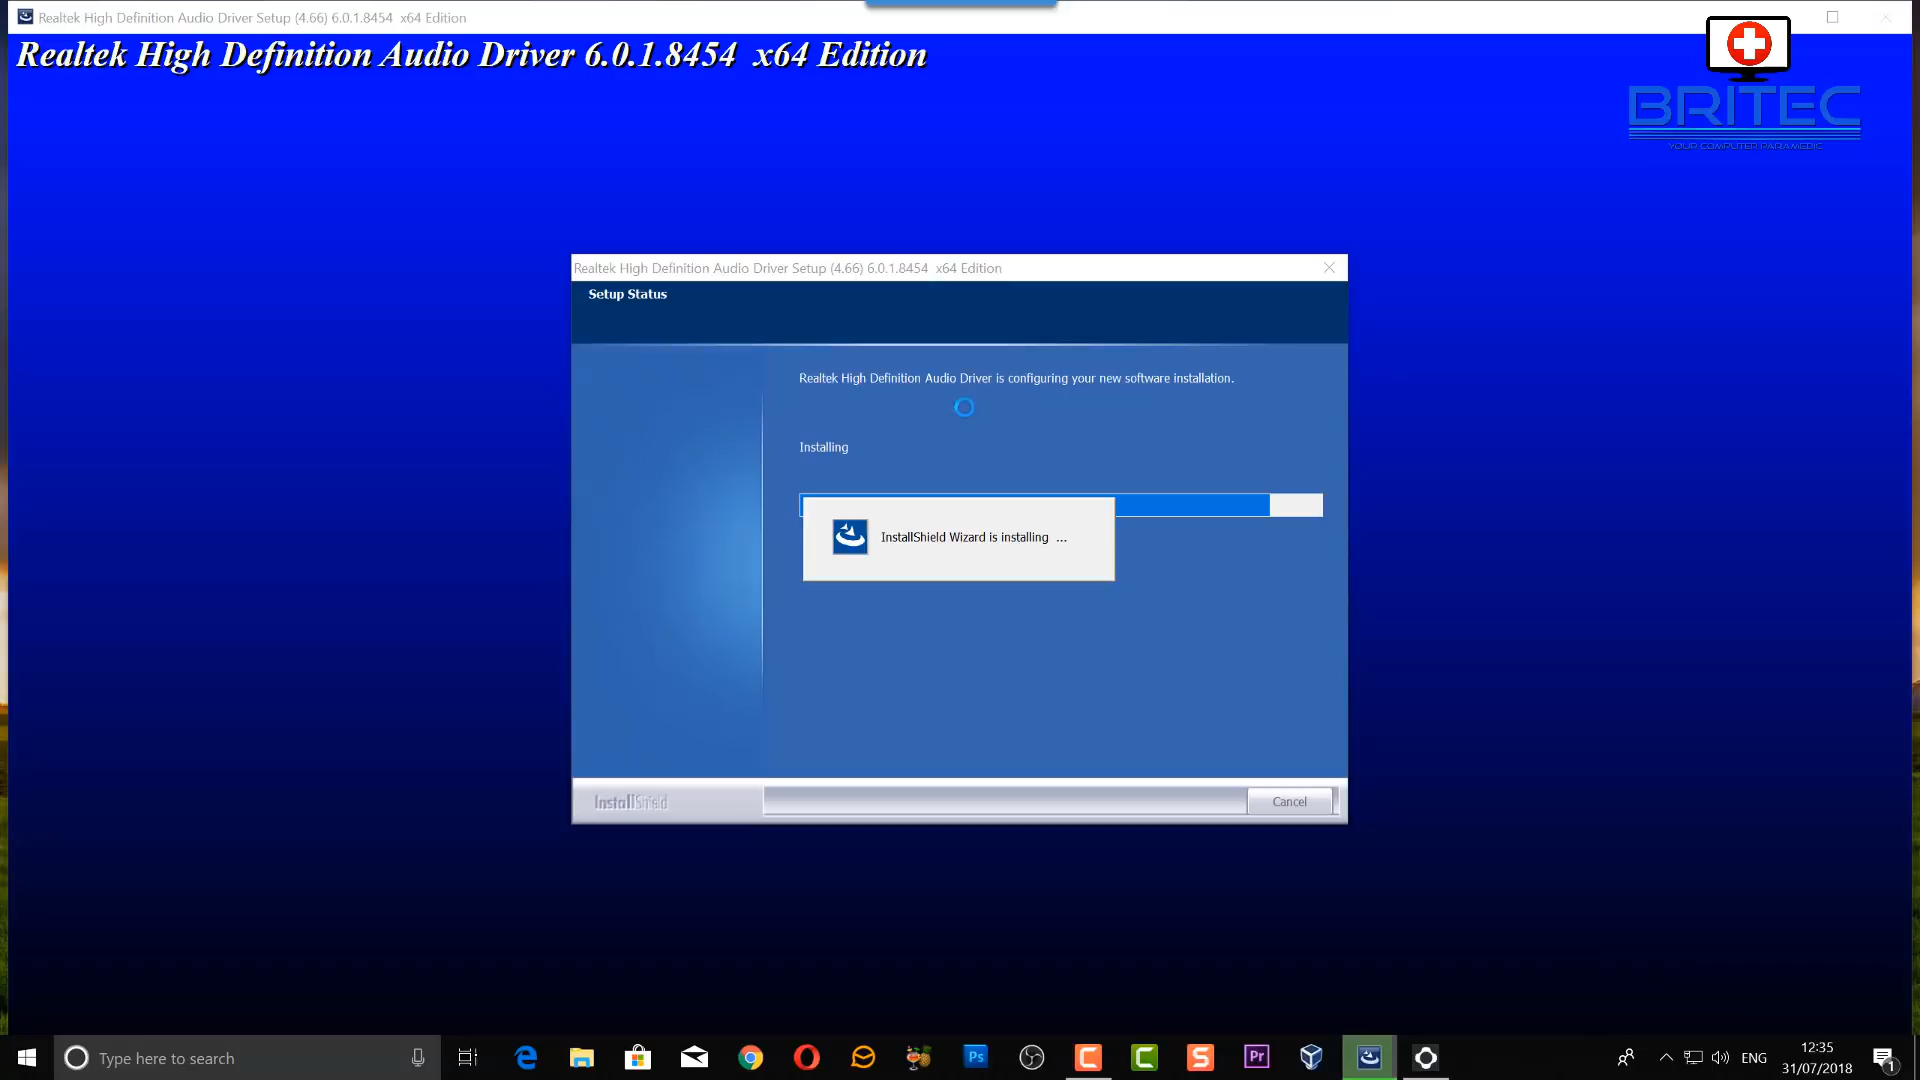 Realtek High Definition Audio Driver Setup (4.66) 6.0.1.8454  x64 Edition
Realtek High Definition Audio Driver 6.0.1.8454  x64 Edition
BRITEC
YOUR COMPUTER PARAMEDIC
Realtek High Definition Audio Driver Setup (4.66) 6.0.1.8454  x64 Edition
Setup Status
Realtek High Definition Audio Driver is configuring your new software installation.
Installing
InstallShield Wizard is installing ...
InstallShield
Cancel
Type here to search
Ps
Pr
ENG
12:35
31/07/2018
1